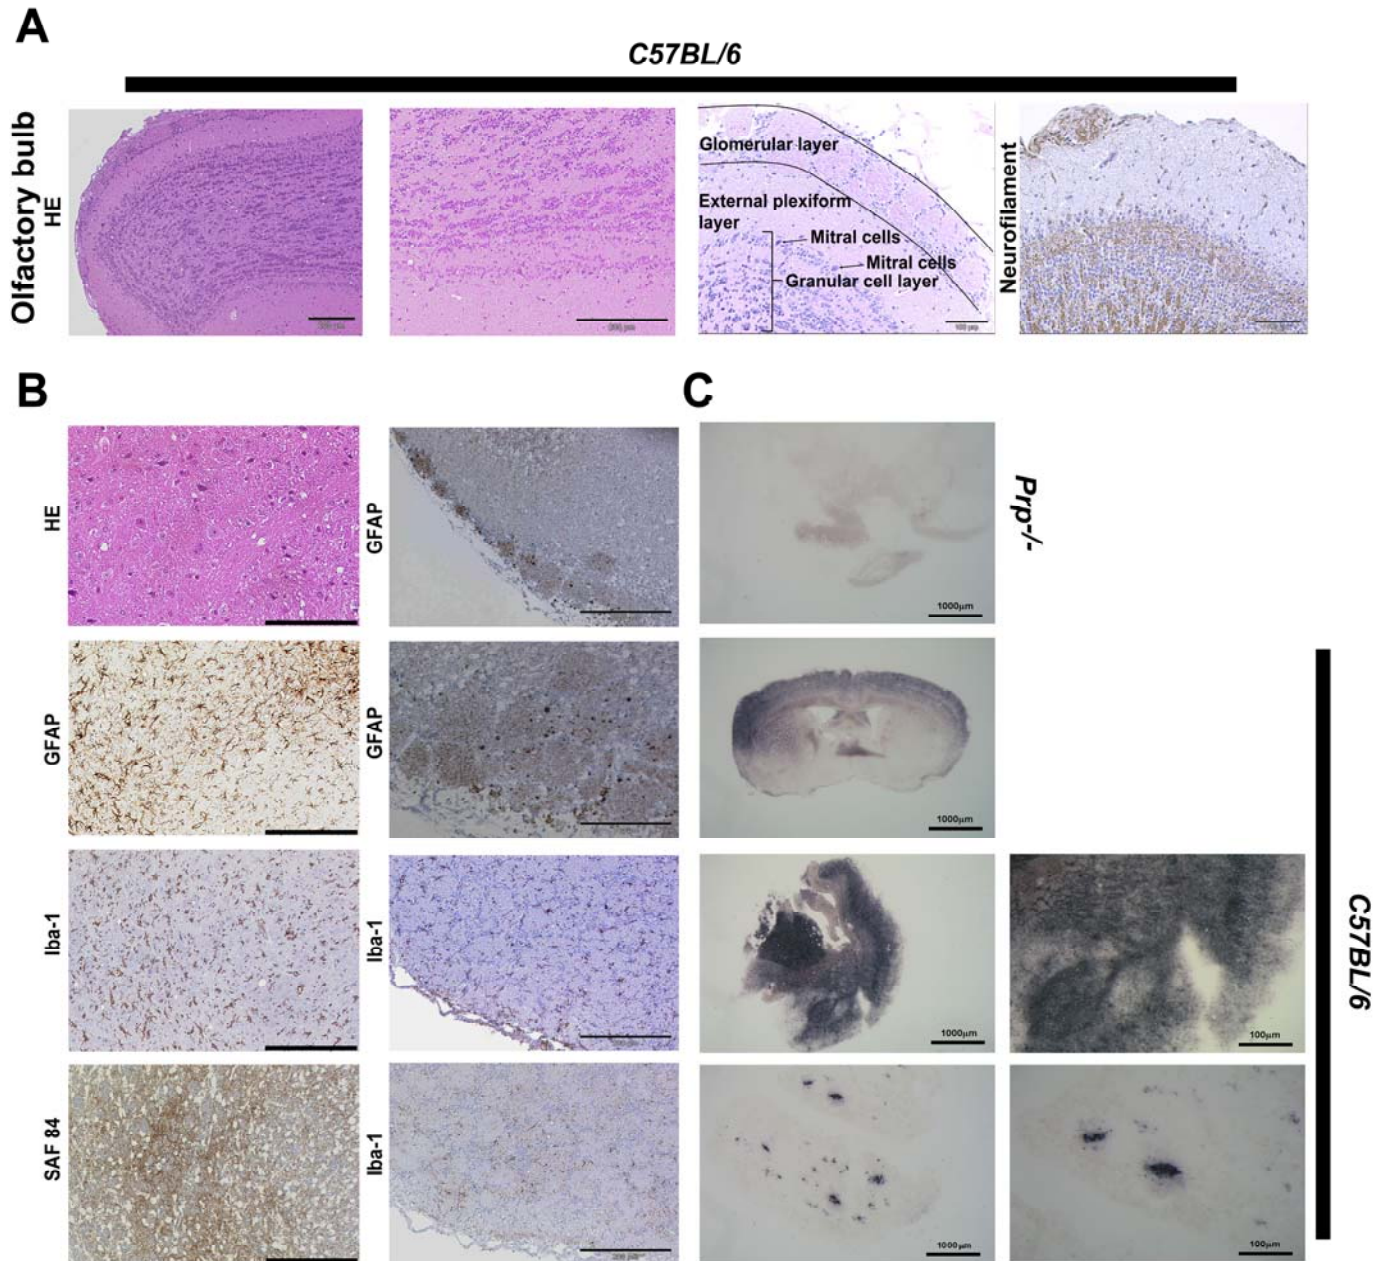 A
C57BL/6
Olfactory bulb
HE
Glomerular layer
External plexiform
layer
Mitral cells
Mitral cells
Granular cell layer
100 µm
Neurofilament
B
C
HE
GFAP
1000µm
Prp-/-
GFAP
GFAP
1000µm
C57BL/6
Iba-1
Iba-1
1000µm
100µm
SAF 84
Iba-1
1000µm
100µm